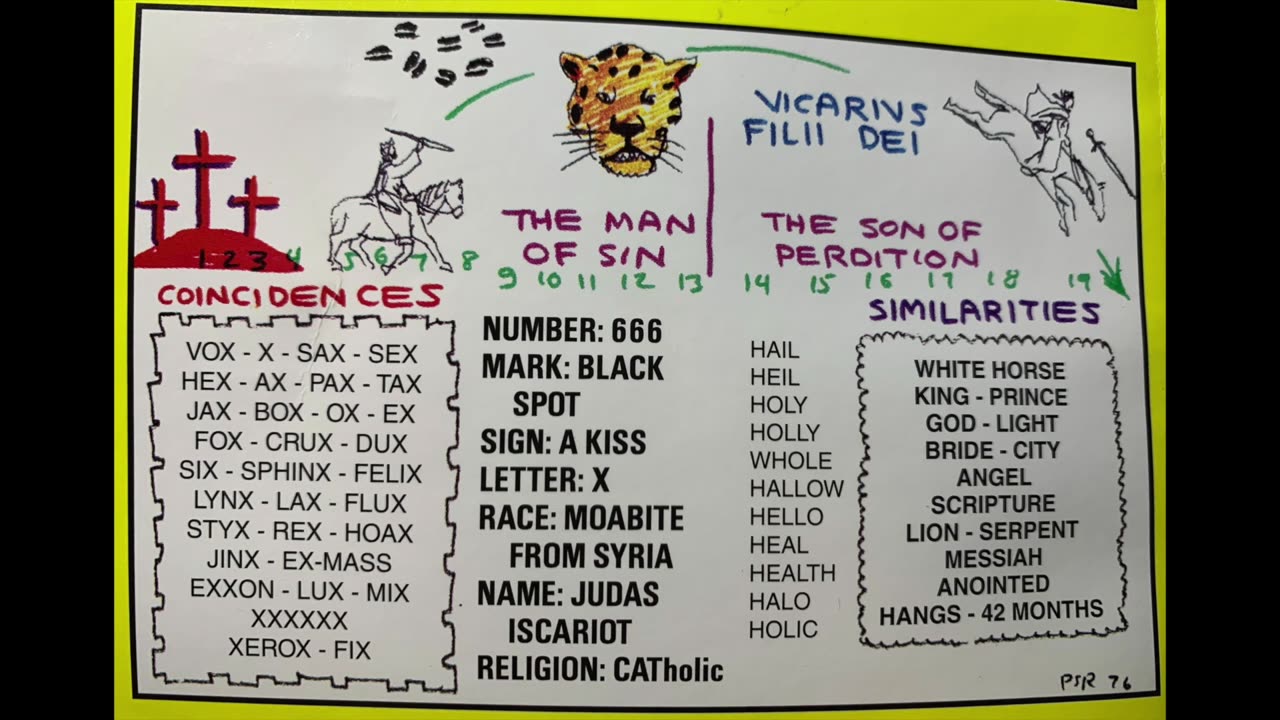 VICARIVS
FILII DEI
THE MAN
OF SIN
THE SON OF
PERDITION
1 2 3 4 5 6 7 8 9 10 11 12 13 14 15 16 17 18 19
COINCIDENCES
VOX - X - SAX - SEX
HEX - AX - PAX - TAX
JAX - BOX - OX - EX
FOX - CRUX - DUX
SIX - SPHINX - FELIX
LYNX - LAX - FLUX
STYX - REX - HOAX
JINX - EX-MASS
EXXON - LUX - MIX
XXXXXX
XEROX - FIX
NUMBER: 666
MARK: BLACK
SPOT
SIGN: A KISS
LETTER: X
RACE: MOABITE
FROM SYRIA
NAME: JUDAS
ISCARIOT
RELIGION: CATholic
HAIL
HEIL
HOLY
HOLLY
WHOLE
HALLOW
HELLO
HEAL
HEALTH
HALO
HOLIC
SIMILARITIES
WHITE HORSE
KING - PRINCE
GOD - LIGHT
BRIDE - CITY
ANGEL
SCRIPTURE
LION - SERPENT
MESSIAH
ANOINTED
HANGS - 42 MONTHS
PSR 76